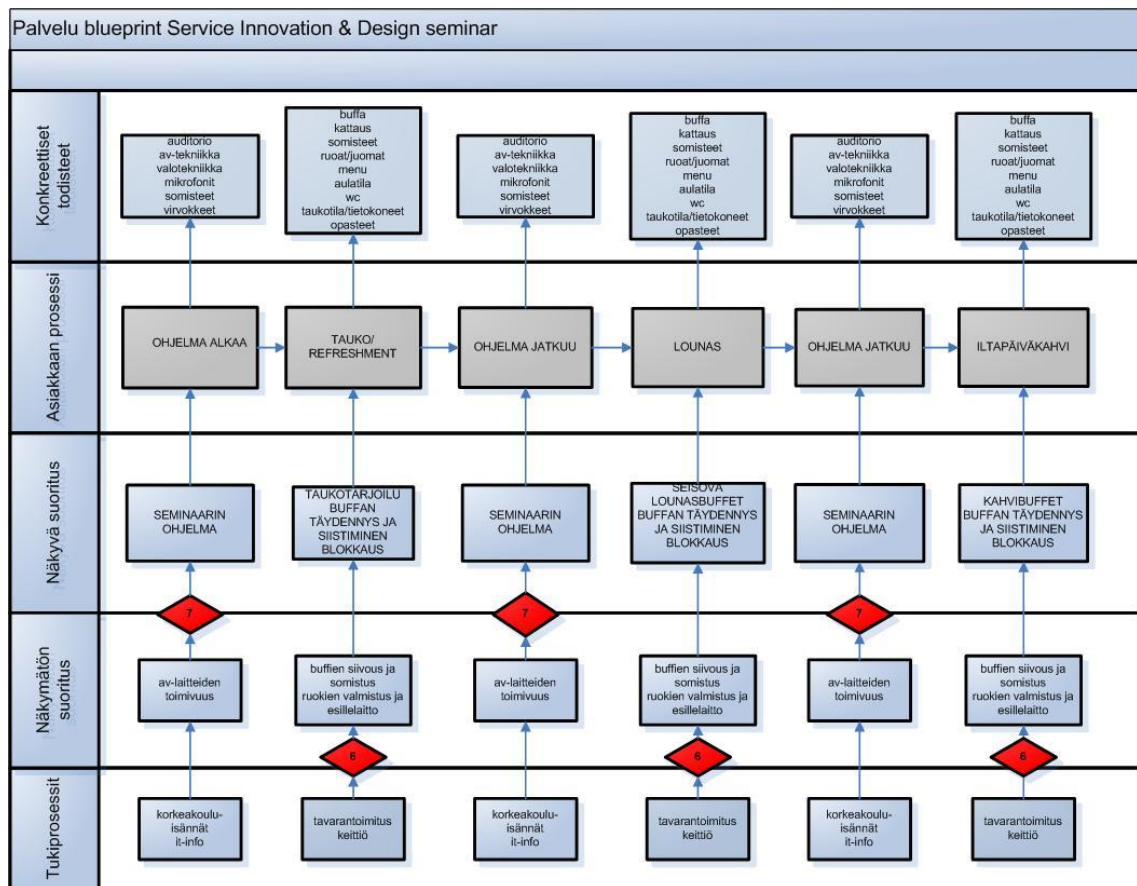 Palvelu blueprint Service Innovation & Design seminar
Konkreettiset
todisteet
auditorio
av-tekniikka
valotekniikka
mikrofonit
somisteet
virvokkeet
buffa
kattaus
somisteet
ruoat/juomat
menu
aulatila
wc
taukotila/tietokoneet
opasteet
auditorio
av-tekniikka
valotekniikka
mikrofonit
somisteet
virvokkeet
buffa
kattaus
somisteet
ruoat/juomat
menu
aulatila
wc
taukotila/tietokoneet
opasteet
auditorio
av-tekniikka
valotekniikka
mikrofonit
somisteet
virvokkeet
buffa
kattaus
somisteet
ruoat/juomat
menu
aulatila
wc
taukotila/tietokoneet
opasteet
Asiakkaan prosessi
OHJELMA ALKAA
TAUKO/
REFRESHMENT
OHJELMA JATKUU
LOUNAS
OHJELMA JATKUU
ILTAPÄIVÄKAHVI
Näkyvä suoritus
SEMINAARIN
OHJELMA
TAUKOTARJOILU
BUFFAN
TÄYDENNYS JA
SIISTIMINEN
BLOKKAUS
SEMINAARIN
OHJELMA
SEISOVA
LOUNASBUFFET
BUFFAN TÄYDENNYS
JA SIISTIMINEN
BLOKKAUS
SEMINAARIN
OHJELMA
KAHVIBUFFET
BUFFAN TÄYDENNYS
JA SIISTIMINEN
BLOKKAUS
7
7
7
Näkymätön
suoritus
av-laitteiden
toimivuus
buffien siivous ja
somistus
ruokien valmistus ja
esillelaitto
av-laitteiden
toimivuus
buffien siivous ja
somistus
ruokien valmistus ja
esillelaitto
av-laitteiden
toimivuus
buffien siivous ja
somistus
ruokien valmistus ja
esillelaitto
6
6
6
Tukiprosessit
korkeakoulu-
isännät
it-info
tavarantoimitus
keittiö
korkeakoulu-
isännät
it-info
tavarantoimitus
keittiö
korkeakoulu-
isännät
it-info
tavarantoimitus
keittiö